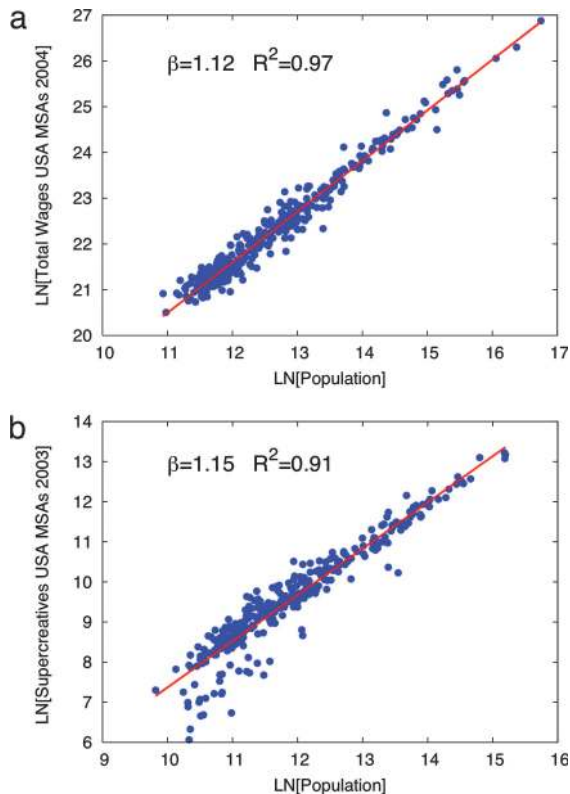 a
β=1.12 R²=0.97
LN[Total Wages USA MSAs 2004]
27
26
25
24
23
22
21
20
10 11 12 13 14 15 16 17
LN[Population]
b
β=1.15 R²=0.91
LN[Supercreatives USA MSAs 2003]
14
13
12
11
10
9
8
7
6
9 10 11 12 13 14 15 16
LN[Population]